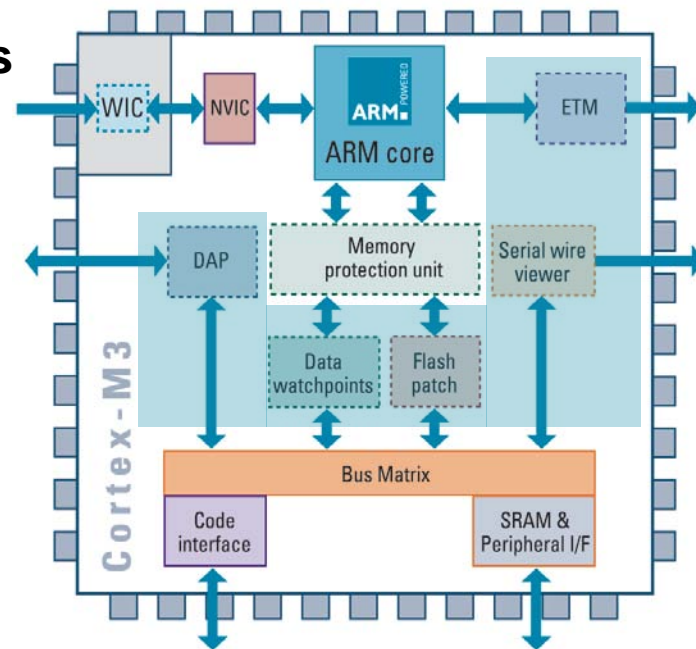 s
WIC
NVIC
ARM
POWERED
ARM core
ETM
DAP
Memory
protection unit
Serial wire
viewer
Data
watchpoints
Flash
patch
Cortex-M3
Bus Matrix
Code
interface
SRAM &
Peripheral I/F